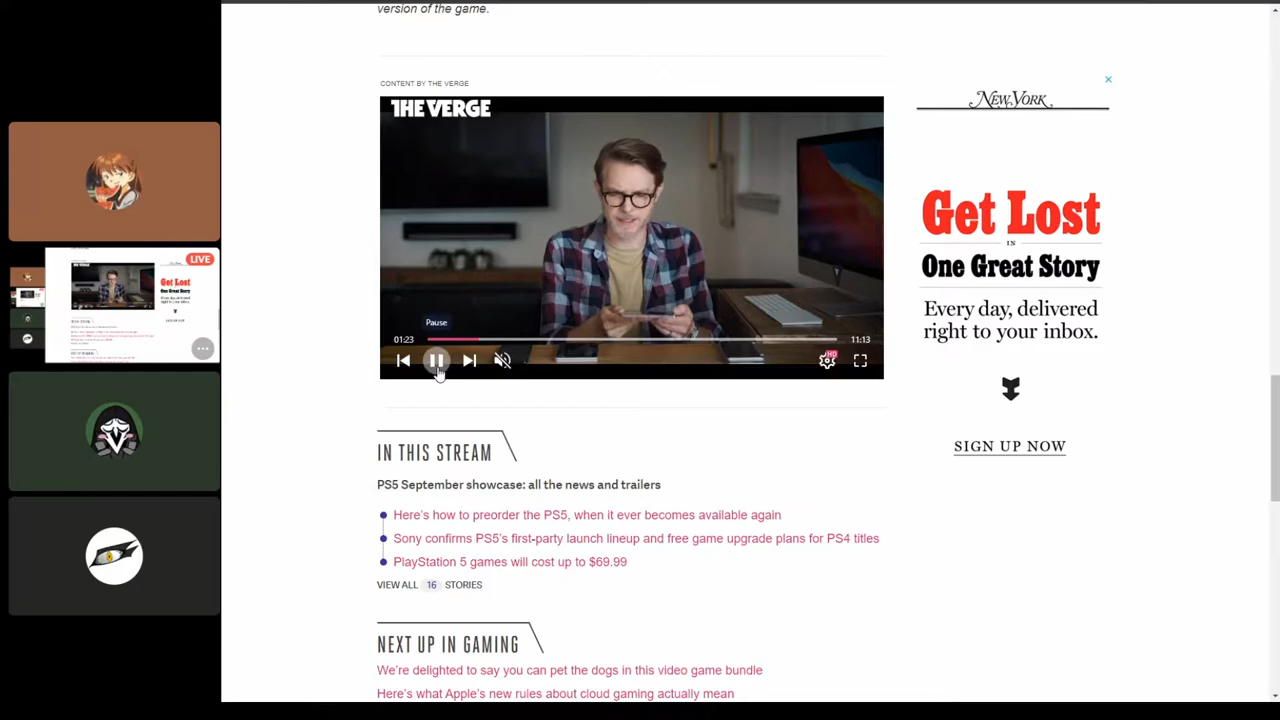 version of the game.
CONTENT BY THE VERGE
THE VERGE
Pause
01:23
11:13
HD
IN THIS STREAM
PS5 September showcase: all the news and trailers
Here's how to preorder the PS5, when it ever becomes available again
Sony confirms PS5's first-party launch lineup and free game upgrade plans for PS4 titles
PlayStation 5 games will cost up to $69.99
VIEW ALL 16 STORIES
NEXT UP IN GAMING
We're delighted to say you can pet the dogs in this video game bundle
Here's what Apple's new rules about cloud gaming actually mean
NEW YORK
Get Lost
IN
One Great Story
Every day, delivered
right to your inbox.
SIGN UP NOW
LIVE
Get Lost
One Great Story